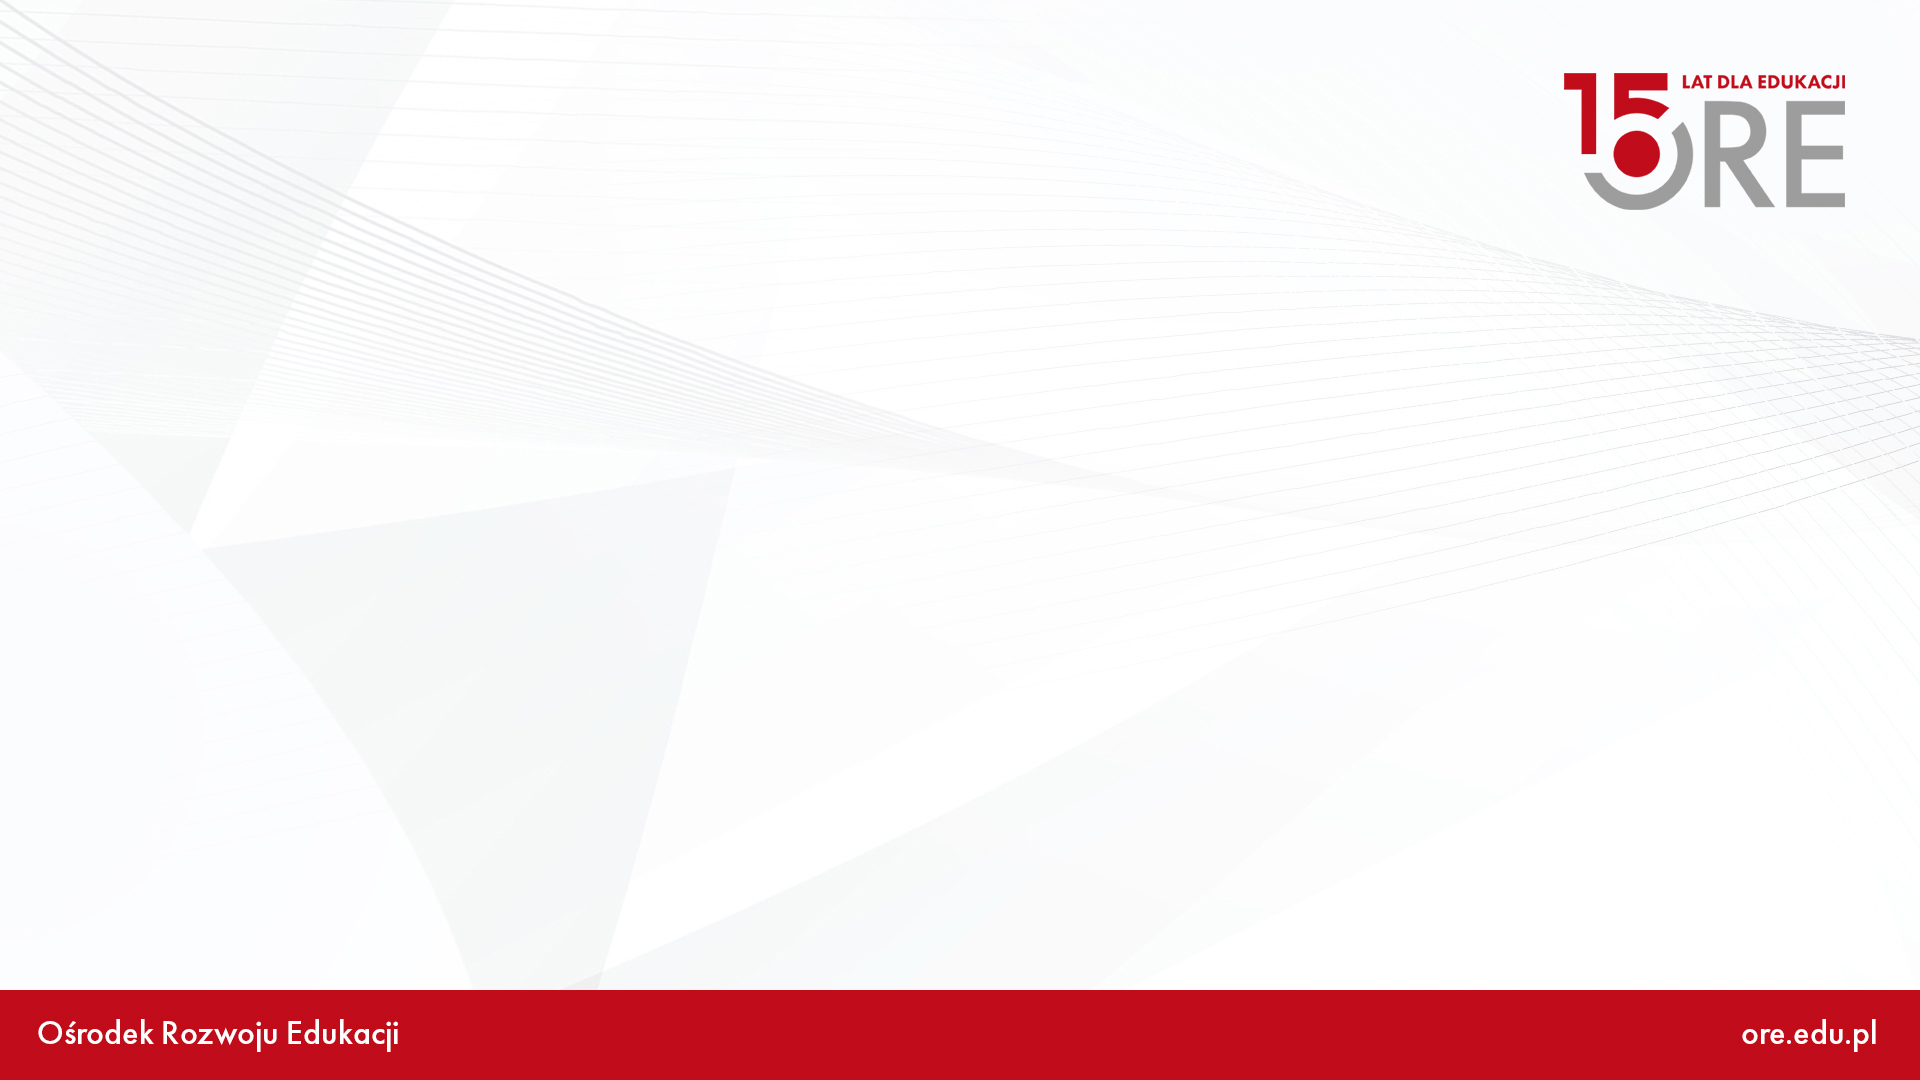 15 LAT DLA EDUKACJI
ORE
Ośrodek Rozwoju Edukacji
ore.edu.pl